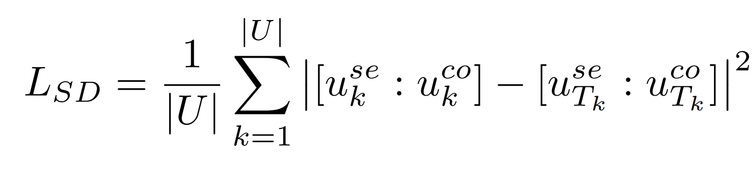 L_{SD} = \frac{1}{|U|} \sum_{k=1}^{|U|} \left| [u_k^{se} : u_k^{co}] - [u_{T_k}^{se} : u_{T_k}^{co}] \right|^2